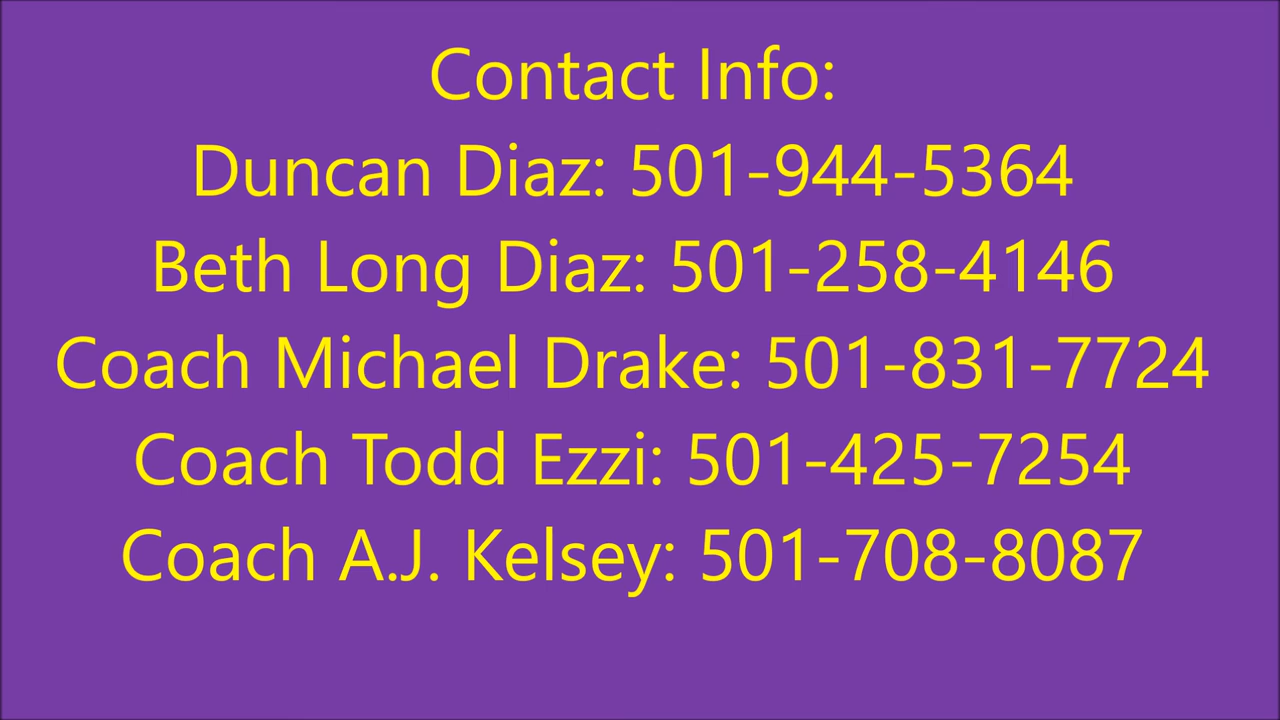 Contact Info:
Duncan Diaz: 501-944-5364
Beth Long Diaz: 501-258-4146
Coach Michael Drake: 501-831-7724
Coach Todd Ezzi: 501-425-7254
Coach A.J. Kelsey: 501-708-8087